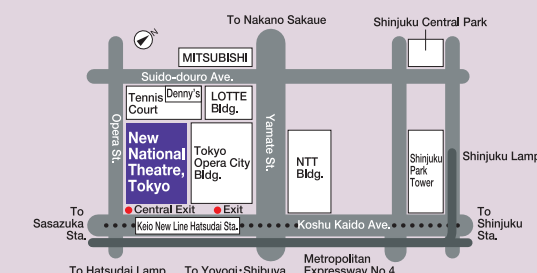 To Nakano Sakaue
Shinjuku Central Park
N
MITSUBISHI
Suido-douro Ave.
Tennis
Court
Denny's
LOTTE
Bldg.
Opera St.
New
National
Theatre,
Tokyo
Tokyo
Opera City
Bldg.
Yamate St.
NTT
Bldg.
Shinjuku
Park
Tower
Shinjuku Lamp
Central Exit
Exit
To
Sasazuka
Sta.
Keio New Line Hatsudai Sta.
Koshu Kaido Ave.
To
Shinjuku
Sta.
To Hatsudai Lamp
To Yoyogi・Shibuya
Metropolitan
Expressway No.4